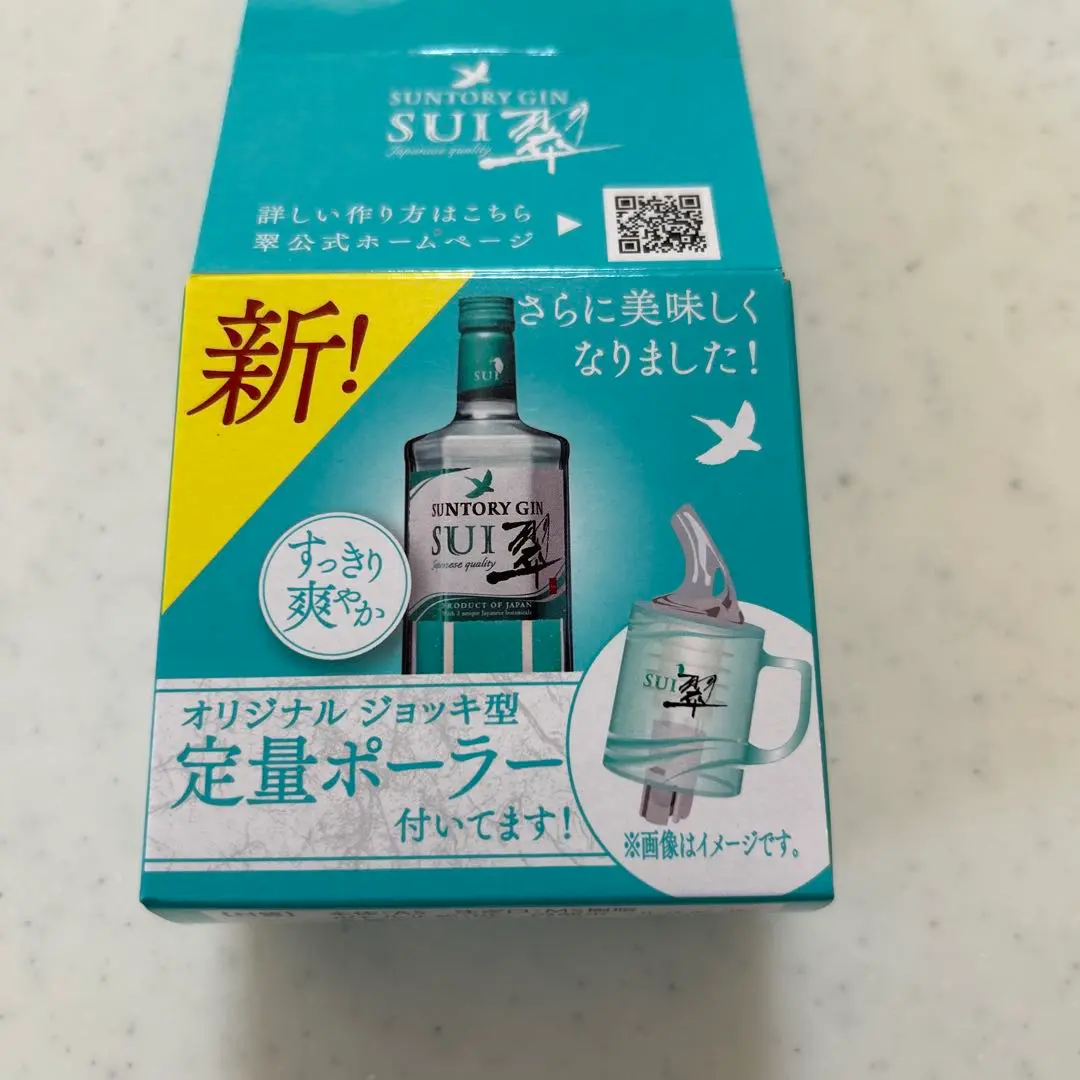 SUNTORY GIN
SUI 翠
Japanese quality
詳しい作り方はこちら
翠公式ホームページ
新!
さらに美味しく
なりました!
SUI
SUNTORY GIN
SUI 翠
Japanese quality
PRODUCT OF JAPAN
すっきり
爽やか
SUI 翠
オリジナル ジョッキ型
定量ポーラー
付いてます!
※画像はイメージです。